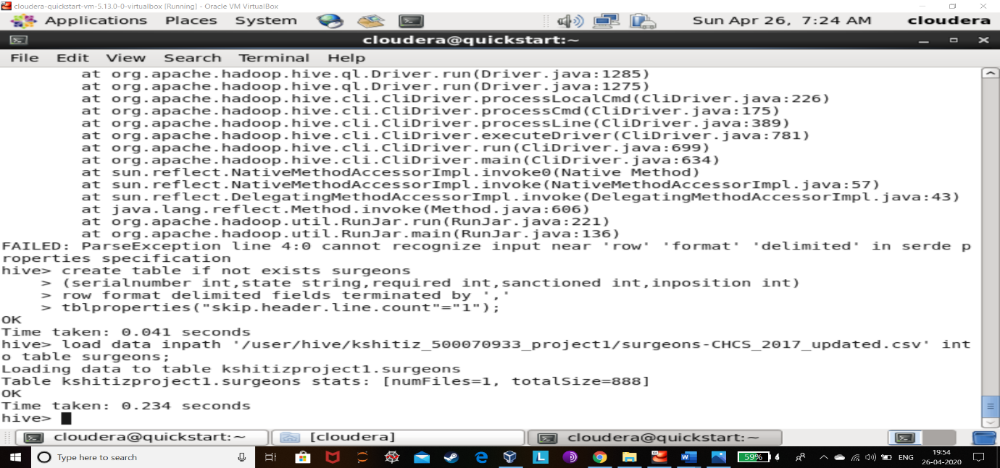 cloudera-quickstart-vm-5.13.0-0-virtualbox [Running] - Oracle VM VirtualBox
Applications Places System Sun Apr 26, 7:24 AM cloudera
cloudera@quickstart:~
File Edit View Search Terminal Help
at org.apache.hadoop.hive.ql.Driver.run(Driver.java:1285)
at org.apache.hadoop.hive.ql.Driver.run(Driver.java:1275)
at org.apache.hadoop.hive.cli.CliDriver.processLocalCmd(CliDriver.java:226)
at org.apache.hadoop.hive.cli.CliDriver.processCmd(CliDriver.java:175)
at org.apache.hadoop.hive.cli.CliDriver.processLine(CliDriver.java:389)
at org.apache.hadoop.hive.cli.CliDriver.executeDriver(CliDriver.java:781)
at org.apache.hadoop.hive.cli.CliDriver.run(CliDriver.java:699)
at org.apache.hadoop.hive.cli.CliDriver.main(CliDriver.java:634)
at sun.reflect.NativeMethodAccessorImpl.invoke0(Native Method)
at sun.reflect.NativeMethodAccessorImpl.invoke(NativeMethodAccessorImpl.java:57)
at sun.reflect.DelegatingMethodAccessorImpl.invoke(DelegatingMethodAccessorImpl.java:43)
at java.lang.reflect.Method.invoke(Method.java:606)
at org.apache.hadoop.util.RunJar.run(RunJar.java:221)
at org.apache.hadoop.util.RunJar.main(RunJar.java:136)
FAILED: ParseException line 4:0 cannot recognize input near 'row' 'format' 'delimited' in serde p
roperties specification
hive> create table if not exists surgeons
> (serialnumber int,state string,required int,sanctioned int,inposition int)
> row format delimited fields terminated by ','
> tblproperties("skip.header.line.count"="1");
OK
Time taken: 0.041 seconds
hive> load data inpath '/user/hive/kshitiz_500070933_project1/surgeons-CHCS_2017_updated.csv' int
o table surgeons;
Loading data to table kshitizproject1.surgeons
Table kshitizproject1.surgeons stats: [numFiles=1, totalSize=888]
OK
Time taken: 0.234 seconds
hive>
cloudera@quickstart:~ [cloudera] cloudera@quickstart:~
Type here to search 59% ENG 19:54
26-04-2020